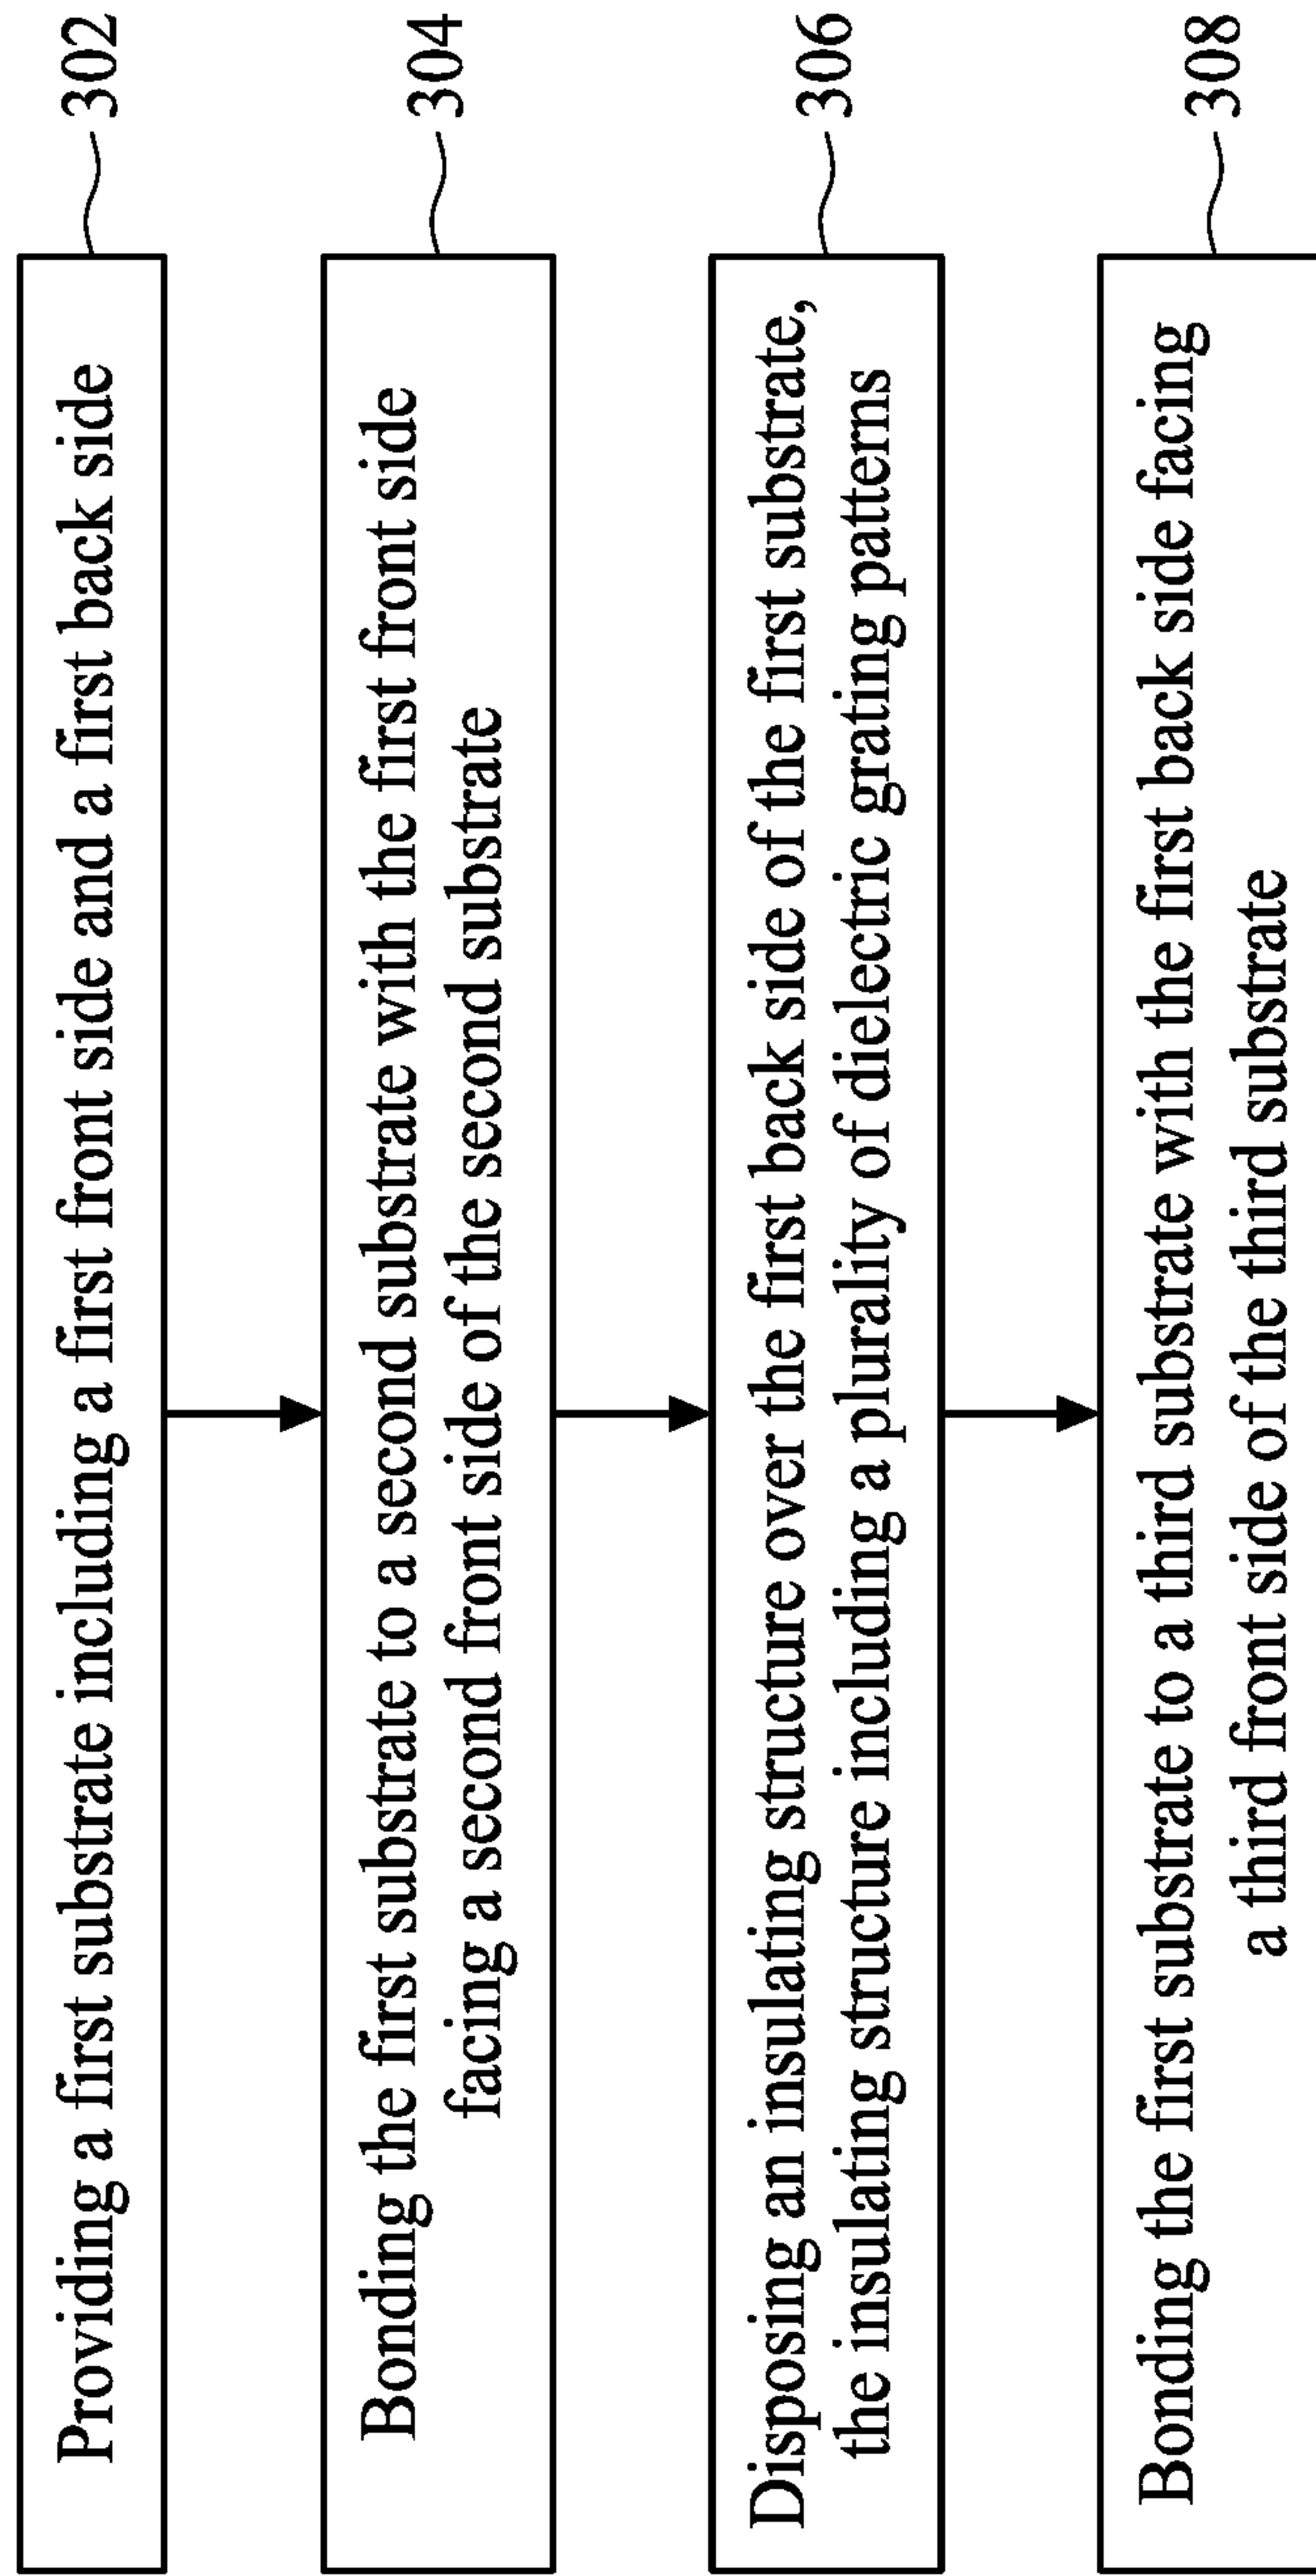 Providing a first substrate including a first front side and a first back side
302
Bonding the first substrate to a second substrate with the first front side
facing a second front side of the second substrate
304
Disposing an insulating structure over the first back side of the first substrate,
the insulating structure including a plurality of dielectric grating patterns
306
Bonding the first substrate to a third substrate with the first back side facing
a third front side of the third substrate
308